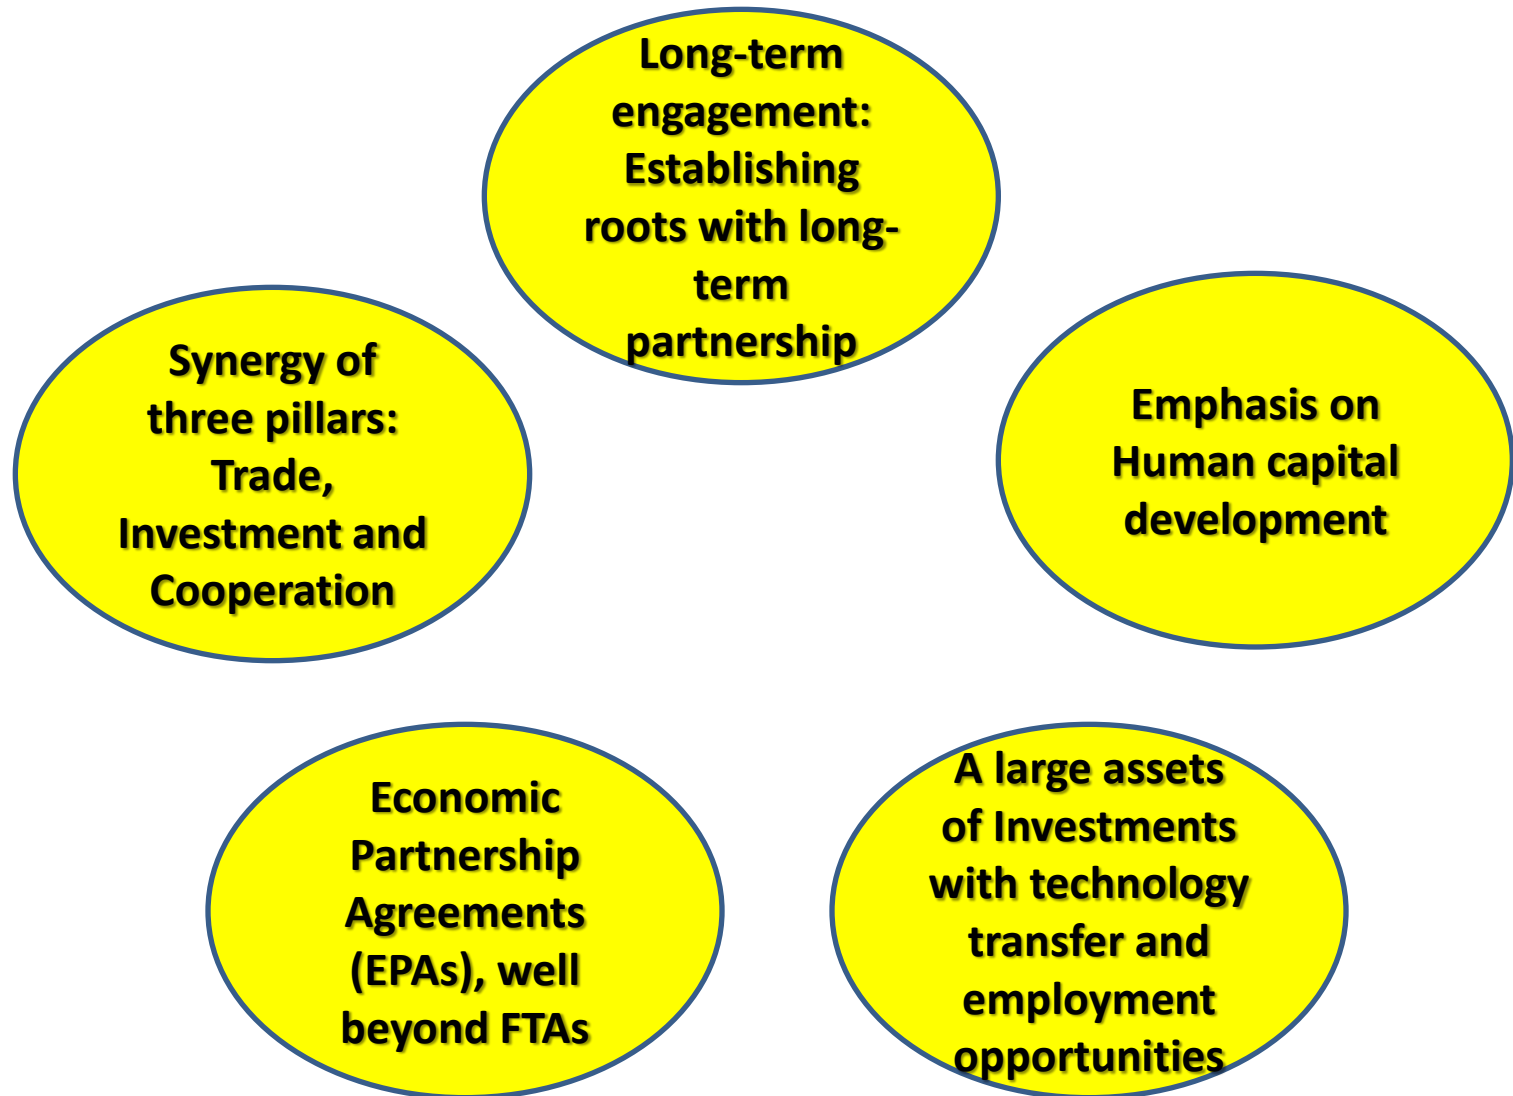 Long-term
engagement:
Establishing
roots with long-
term
partnership
Synergy of
three pillars:
Trade,
Investment and
Cooperation
Emphasis on
Human capital
development
Economic
Partnership
Agreements
(EPAs), well
beyond FTAs
A large assets
of Investments
with technology
transfer and
employment
opportunities